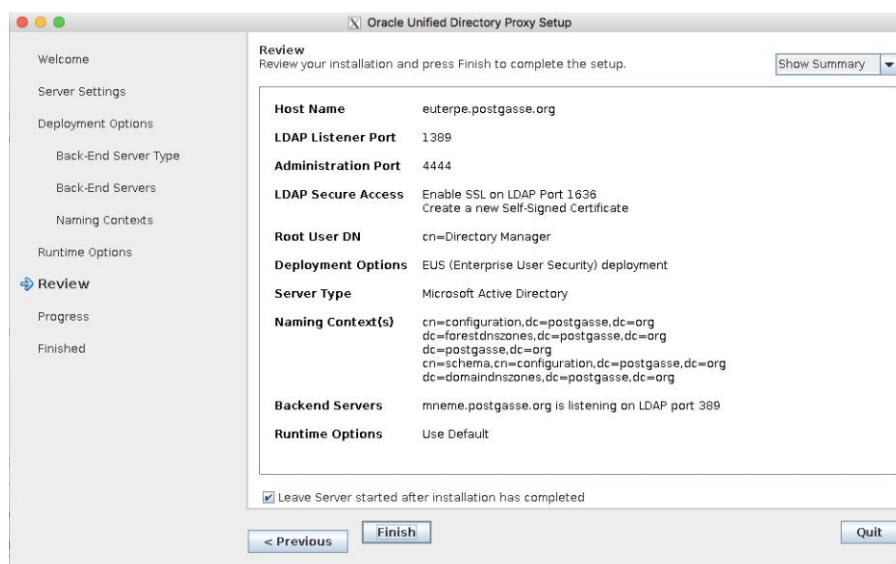 Oracle Unified Directory Proxy Setup
Welcome
Server Settings
Deployment Options
Back-End Server Type
Back-End Servers
Naming Contexts
Runtime Options
Review
Progress
Finished
Review
Review your installation and press Finish to complete the setup.
Show Summary
Host Name euterpe.postgasse.org
LDAP Listener Port 1389
Administration Port 4444
LDAP Secure Access Enable SSL on LDAP Port 1636
Create a new Self-Signed Certificate
Root User DN cn=Directory Manager
Deployment Options EUS (Enterprise User Security) deployment
Server Type Microsoft Active Directory
Naming Context(s) cn=configuration,dc=postgasse,dc=org
dc=forestdnszones,dc=postgasse,dc=org
dc=postgasse,dc=org
cn=schema,cn=configuration,dc=postgasse,dc=org
dc=domaindnszones,dc=postgasse,dc=org
Backend Servers mneme.postgasse.org is listening on LDAP port 389
Runtime Options Use Default
Leave Server started after installation has completed
< Previous
Finish
Quit